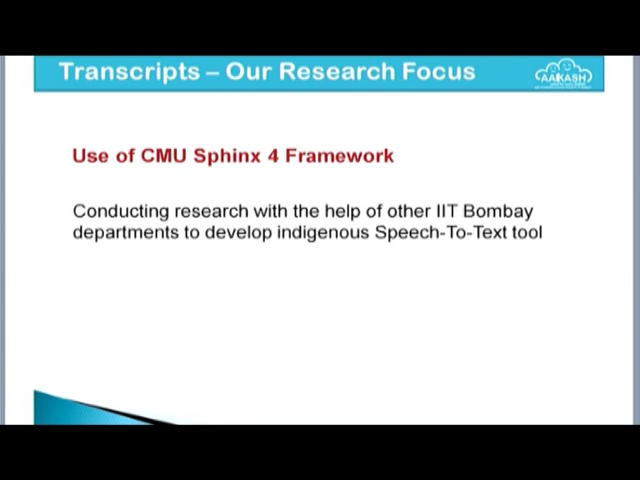 Transcripts – Our Research Focus
AAKASH
Use of CMU Sphinx 4 Framework
Conducting research with the help of other IIT Bombay
departments to develop indigenous Speech-To-Text tool